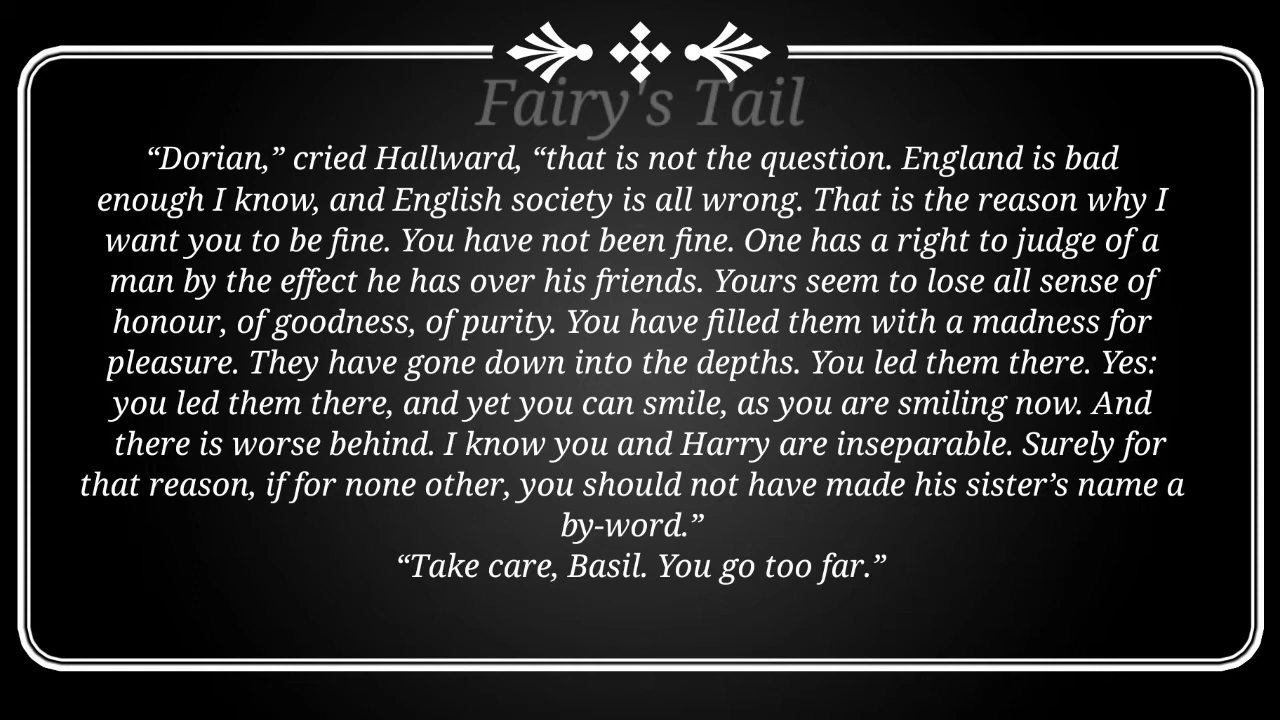 Fairy's Tail
“Dorian,” cried Hallward, “that is not the question. England is bad
enough I know, and English society is all wrong. That is the reason why I
want you to be fine. You have not been fine. One has a right to judge of a
man by the effect he has over his friends. Yours seem to lose all sense of
honour, of goodness, of purity. You have filled them with a madness for
pleasure. They have gone down into the depths. You led them there. Yes:
you led them there, and yet you can smile, as you are smiling now. And
there is worse behind. I know you and Harry are inseparable. Surely for
that reason, if for none other, you should not have made his sister’s name a
by-word.”
“Take care, Basil. You go too far.”